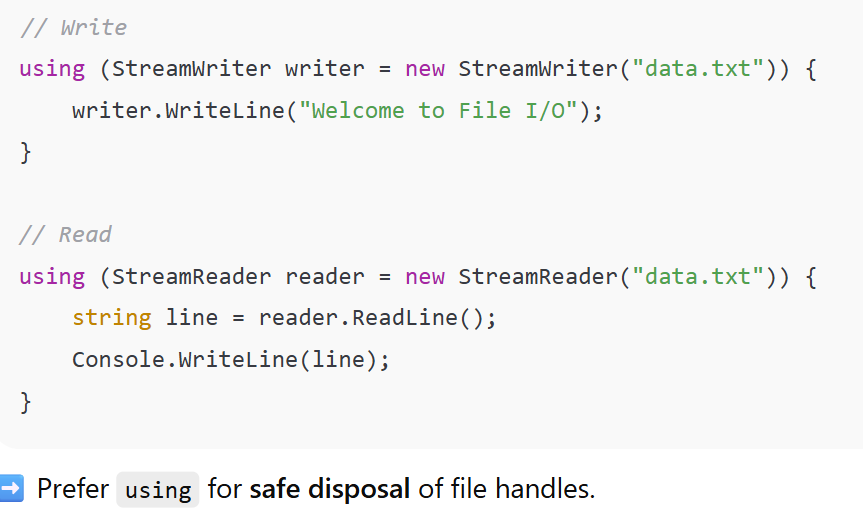 // Write
using (StreamWriter writer = new StreamWriter("data.txt")) {
    writer.WriteLine("Welcome to File I/O");
}
// Read
using (StreamReader reader = new StreamReader("data.txt")) {
    string line = reader.ReadLine();
    Console.WriteLine(line);
}
➡️ Prefer using for safe disposal of file handles.